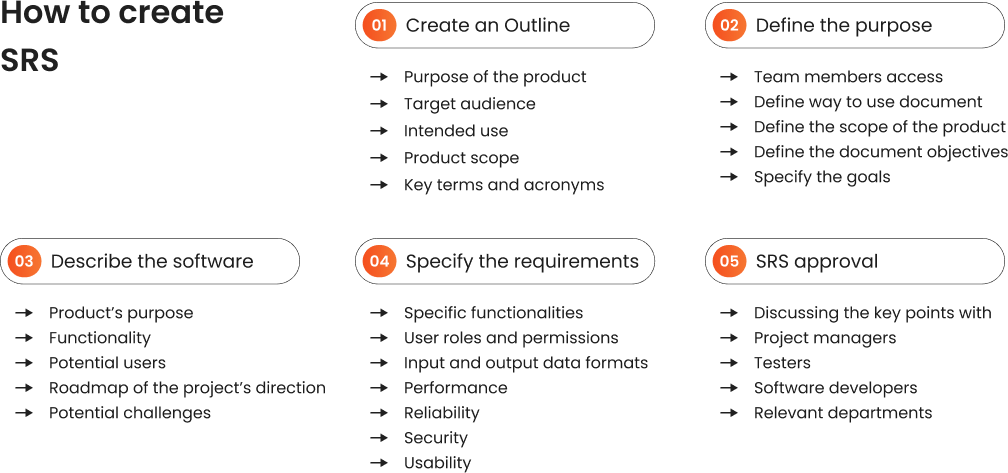 How to create
SRS
01 Create an Outline
→ Purpose of the product
→ Target audience
→ Intended use
→ Product scope
→ Key terms and acronyms
02 Define the purpose
→ Team members access
→ Define way to use document
→ Define the scope of the product
→ Define the document objectives
→ Specify the goals
03 Describe the software
→ Product’s purpose
→ Functionality
→ Potential users
→ Roadmap of the project’s direction
→ Potential challenges
04 Specify the requirements
→ Specific functionalities
→ User roles and permissions
→ Input and output data formats
→ Performance
→ Reliability
→ Security
→ Usability
05 SRS approval
→ Discussing the key points with
→ Project managers
→ Testers
→ Software developers
→ Relevant departments